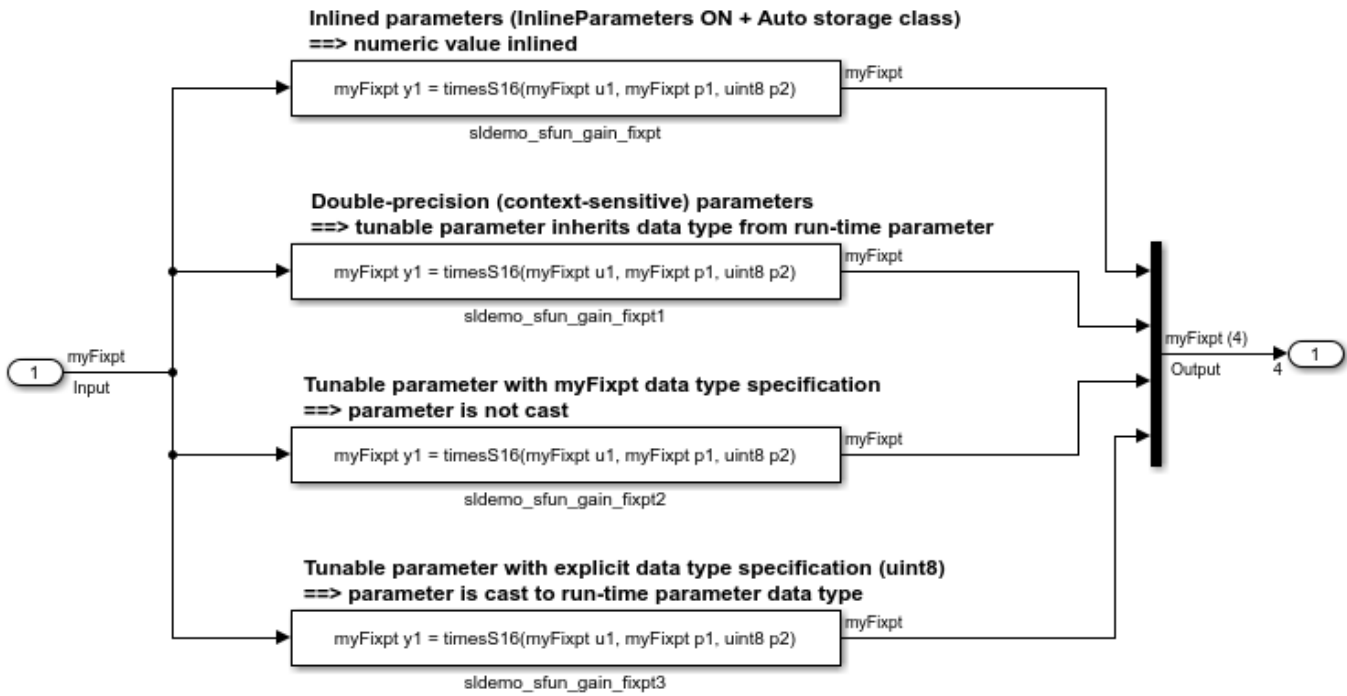 Inlined parameters (InlineParameters ON + Auto storage class)
==> numeric value inlined
myFixpt y1 = timesS16(myFixpt u1, myFixpt p1, uint8 p2)
myFixpt
sldemo_sfun_gain_fixpt
Double-precision (context-sensitive) parameters
==> tunable parameter inherits data type from run-time parameter
myFixpt y1 = timesS16(myFixpt u1, myFixpt p1, uint8 p2)
myFixpt
sldemo_sfun_gain_fixpt1
1
myFixpt
Input
myFixpt (4)
Output
4
1
Tunable parameter with myFixpt data type specification
==> parameter is not cast
myFixpt y1 = timesS16(myFixpt u1, myFixpt p1, uint8 p2)
myFixpt
sldemo_sfun_gain_fixpt2
Tunable parameter with explicit data type specification (uint8)
==> parameter is cast to run-time parameter data type
myFixpt y1 = timesS16(myFixpt u1, myFixpt p1, uint8 p2)
myFixpt
sldemo_sfun_gain_fixpt3